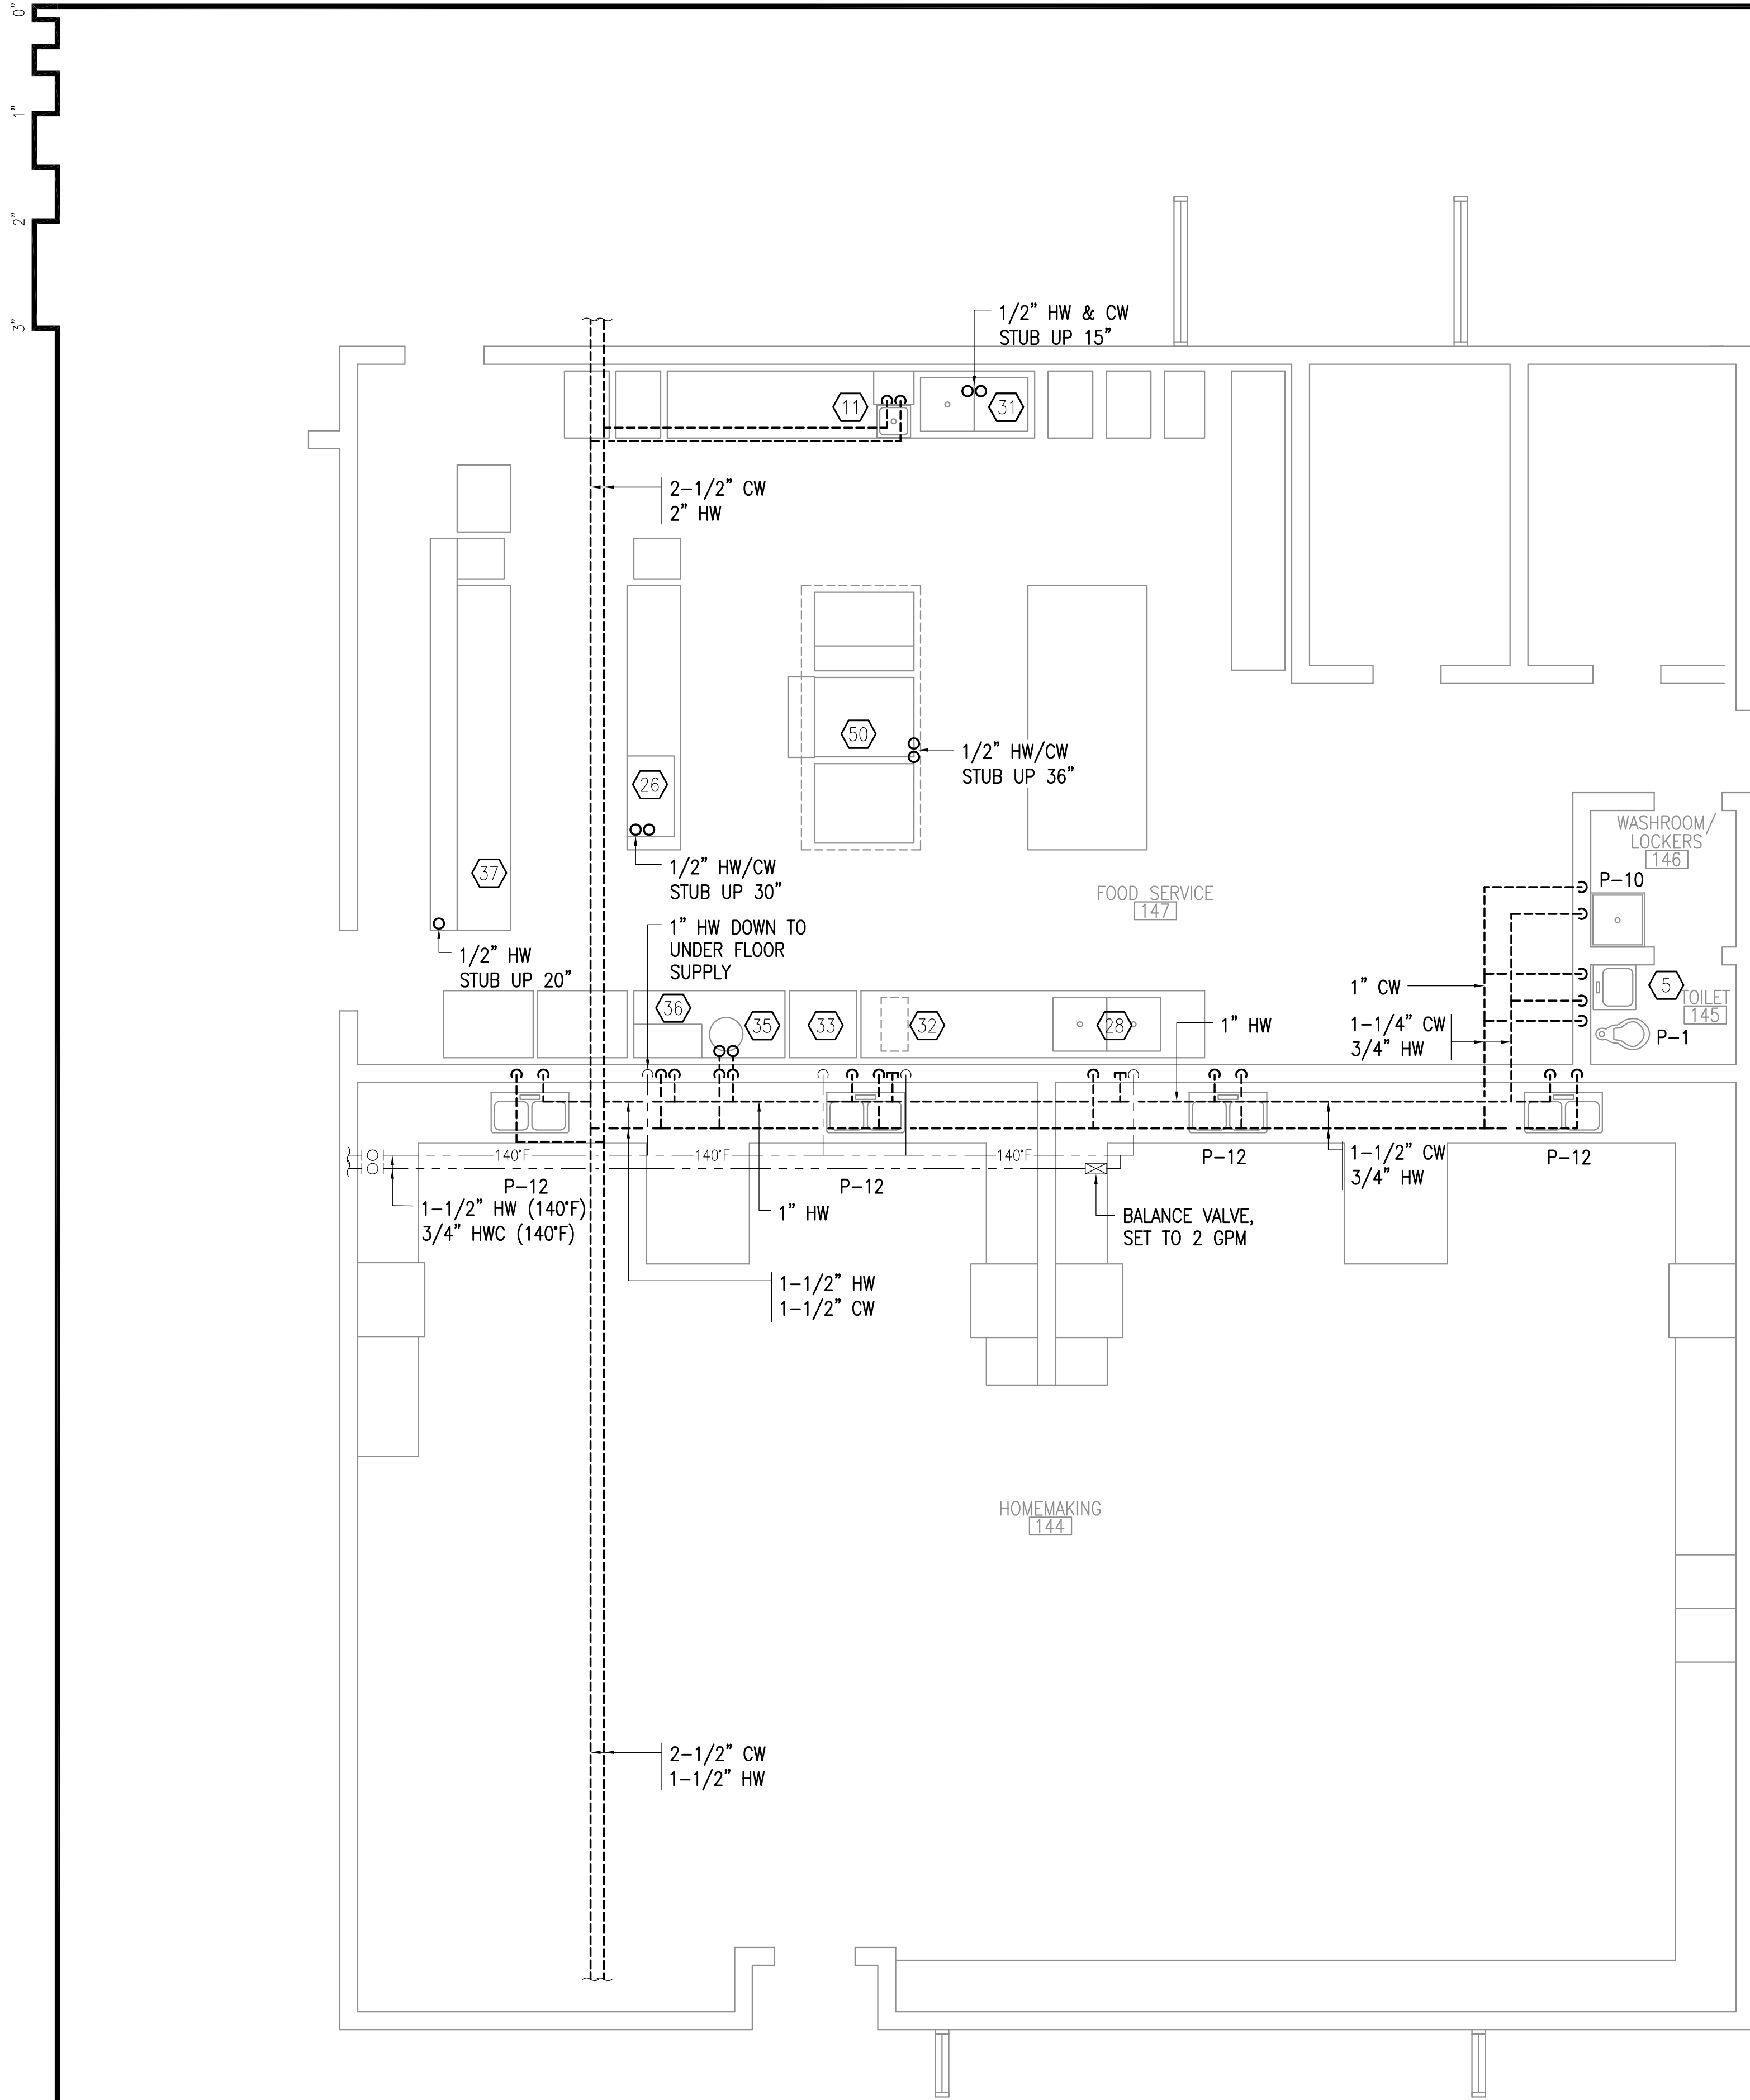 0"
1"
2"
3"
1/2" HW & CW
STUB UP 15"
11
31
2-1/2" CW
2" HW
50
1/2" HW/CW
STUB UP 36"
26
1/2" HW/CW
STUB UP 30"
37
1/2" HW
STUB UP 20"
WASHROOM/
LOCKERS
146
P-10
FOOD SERVICE
147
1" HW DOWN TO
UNDER FLOOR
SUPPLY
5
TOILET
145
P-1
1" CW
1-1/4" CW
3/4" HW
36
35
33
32
28
1" HW
140°F
140°F
140°F
P-12
P-12
P-12
P-12
1-1/2" CW
3/4" HW
1-1/2" HW (140°F)
3/4" HWC (140°F)
1" HW
BALANCE VALVE,
SET TO 2 GPM
1-1/2" HW
1-1/2" CW
HOMEMAKING
144
2-1/2" CW
1-1/2" HW